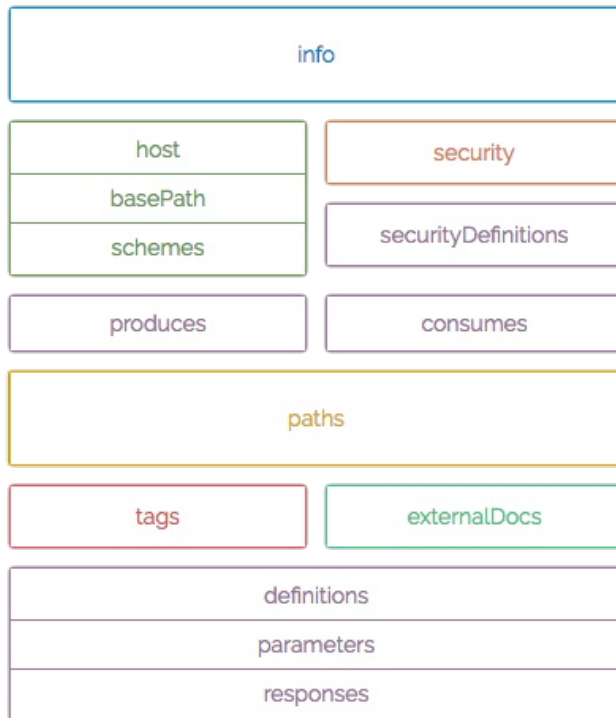 info
host
security
basePath
securityDefinitions
schemes
produces
consumes
paths
tags
externalDocs
definitions
parameters
responses